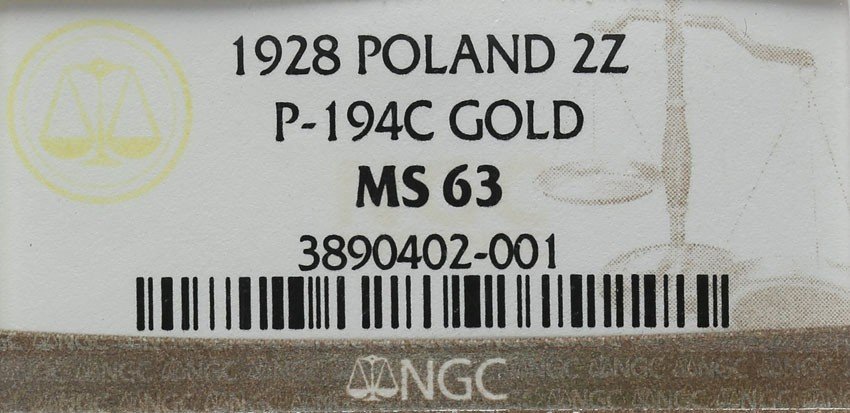 1928 POLAND 2Z
P-194C GOLD
MS 63
3890402-001
NGC